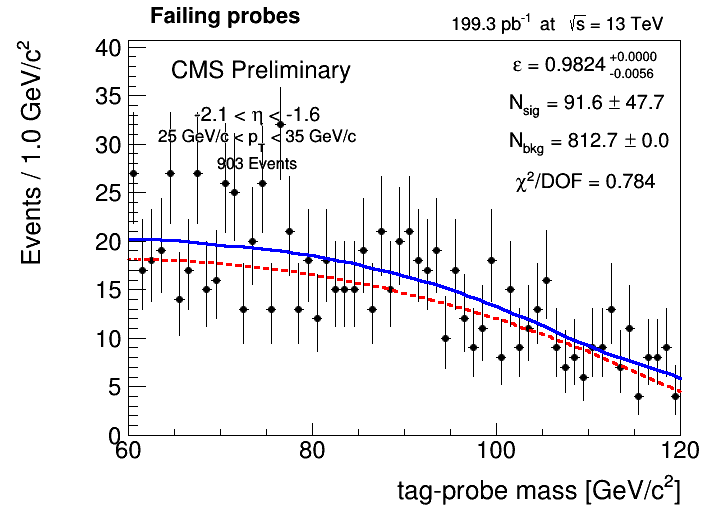 Failing probes
199.3 pb-1 at √s = 13 TeV
CMS Preliminary
-2.1 < η < -1.6
25 GeV/c < pT < 35 GeV/c
903 Events
ε = 0.9824 +0.0000 -0.0056
Nsig = 91.6 ± 47.7
Nbkg = 812.7 ± 0.0
χ2/DOF = 0.784
Events / 1.0 GeV/c2
40
35
30
25
20
15
10
5
0
60 80 100 120
tag-probe mass [GeV/c2]